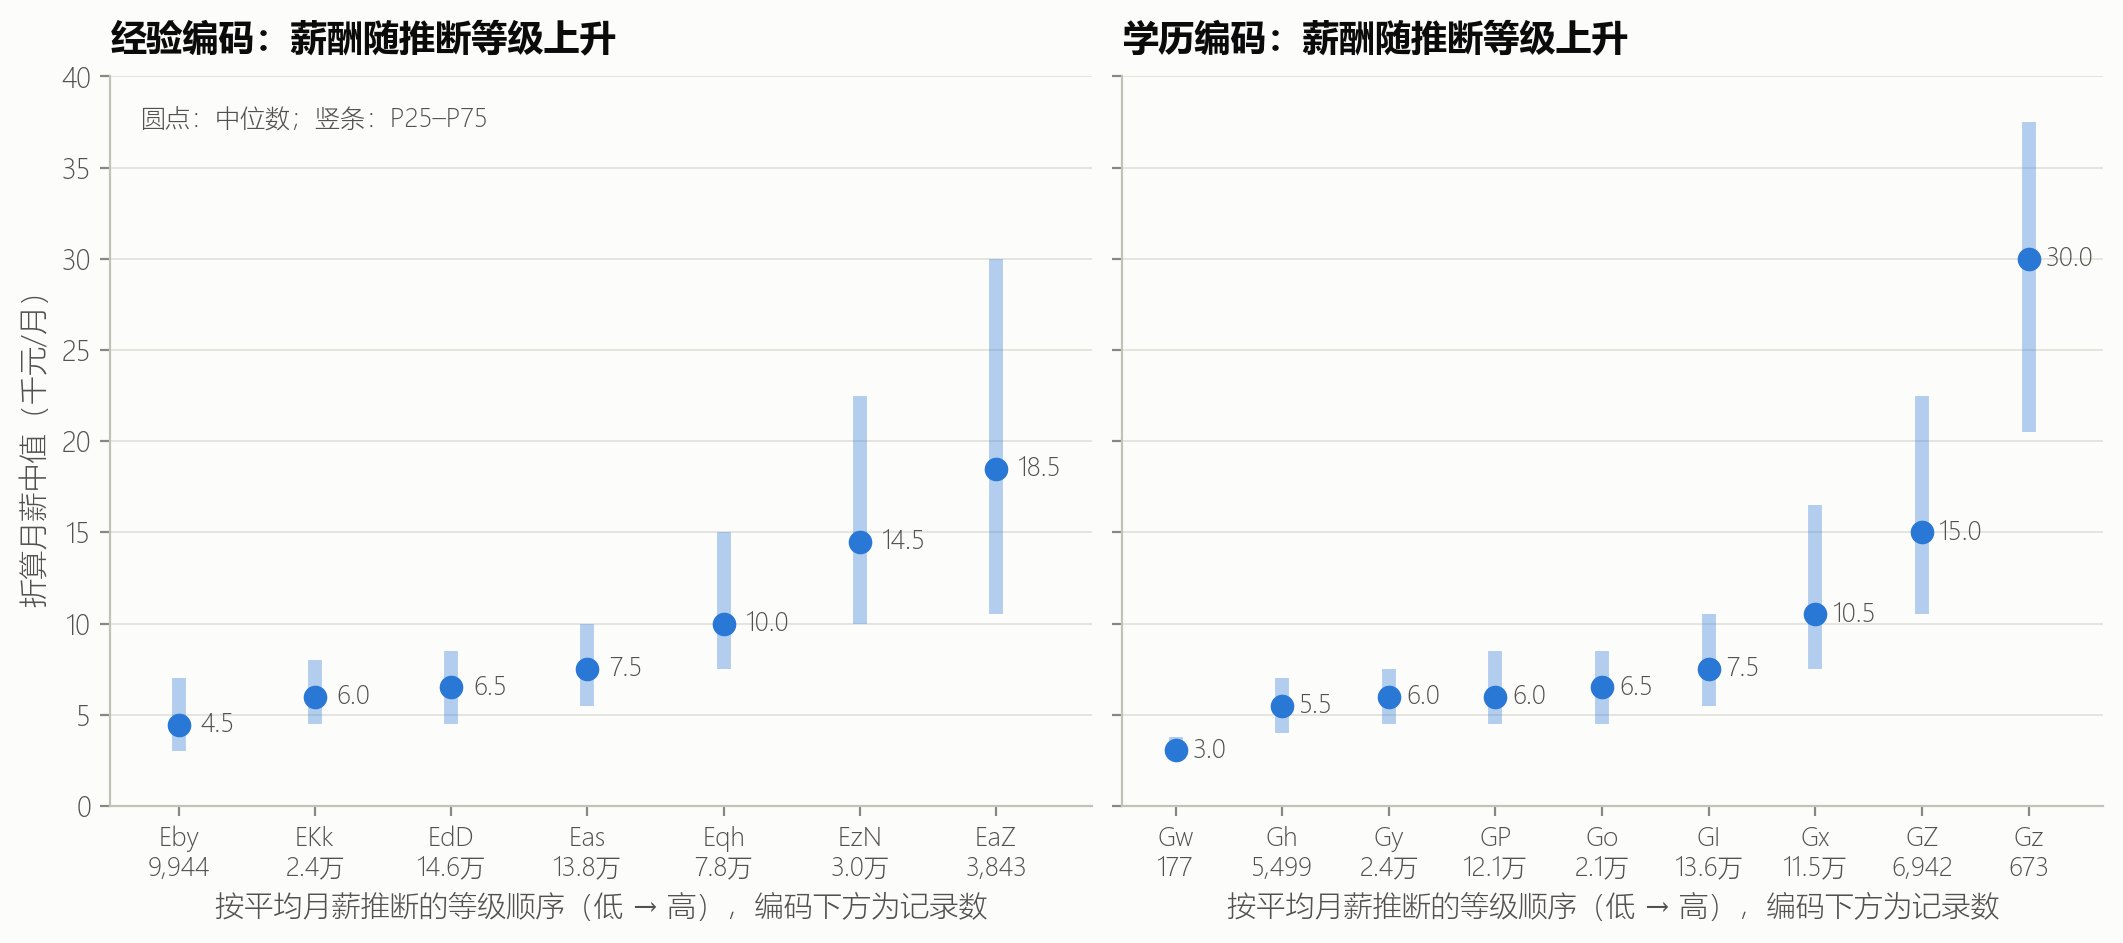 经验编码：薪酬随推断等级上升
圆点：中位数；竖条：P25–P75
折算月薪中值（千元/月）
40
35
30
25
20
15
10
5
0
4.5
6.0
6.5
7.5
10.0
14.5
18.5
Eby EKk EdD Eas Eqh EzN EaZ
9,944 2.4万 14.6万 13.8万 7.8万 3.0万 3,843
按平均月薪推断的等级顺序（低 → 高），编码下方为记录数
学历编码：薪酬随推断等级上升
3.0
5.5
6.0
6.0
6.5
7.5
10.5
15.0
30.0
Gw Gh Gy GP Go Gl Gx GZ Gz
177 5,499 2.4万 12.1万 2.1万 13.6万 11.5万 6,942 673
按平均月薪推断的等级顺序（低 → 高），编码下方为记录数